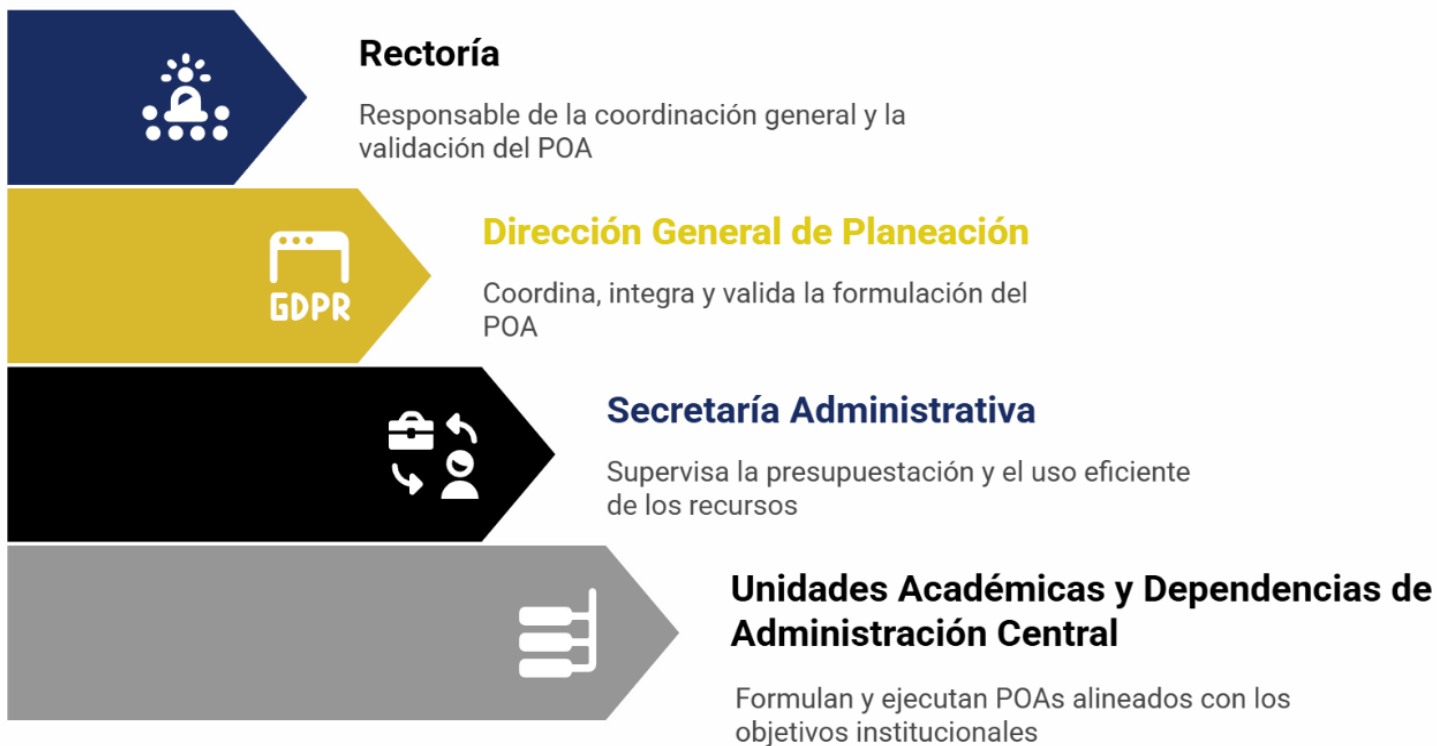 Rectoría
Responsable de la coordinación general y la
validación del POA
GDPR
Dirección General de Planeación
Coordina, integra y valida la formulación del
POA
Secretaría Administrativa
Supervisa la presupuestación y el uso eficiente
de los recursos
Unidades Académicas y Dependencias de
Administración Central
Formulan y ejecutan POAs alineados con los
objetivos institucionales